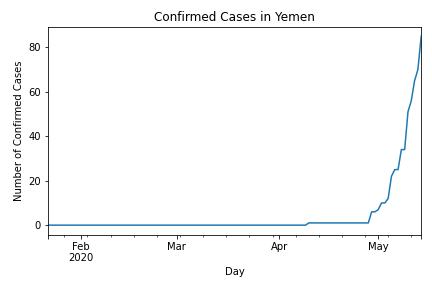 Confirmed Cases in Yemen
Number of Confirmed Cases
80
60
40
20
0
Feb
2020
Mar
Apr
May
Day